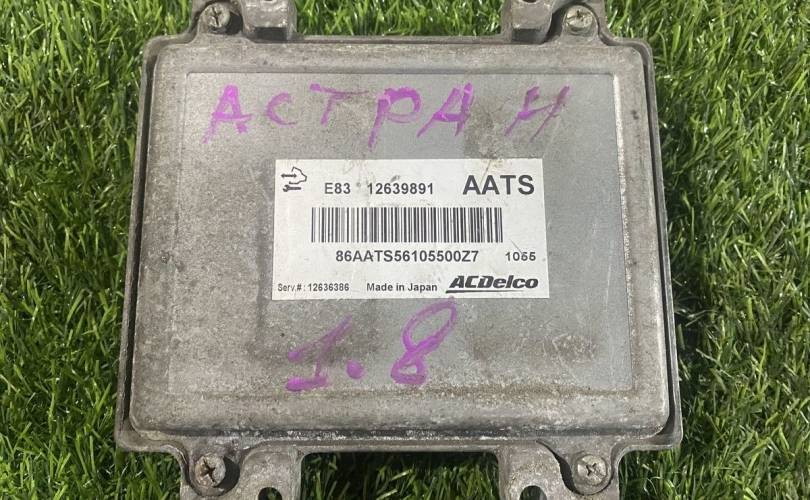 АСТРА H
E83 12639891 AATS
86AATS56105500Z7 1055
Serv.#: 12636386 Made in Japan ACDelco
1.8